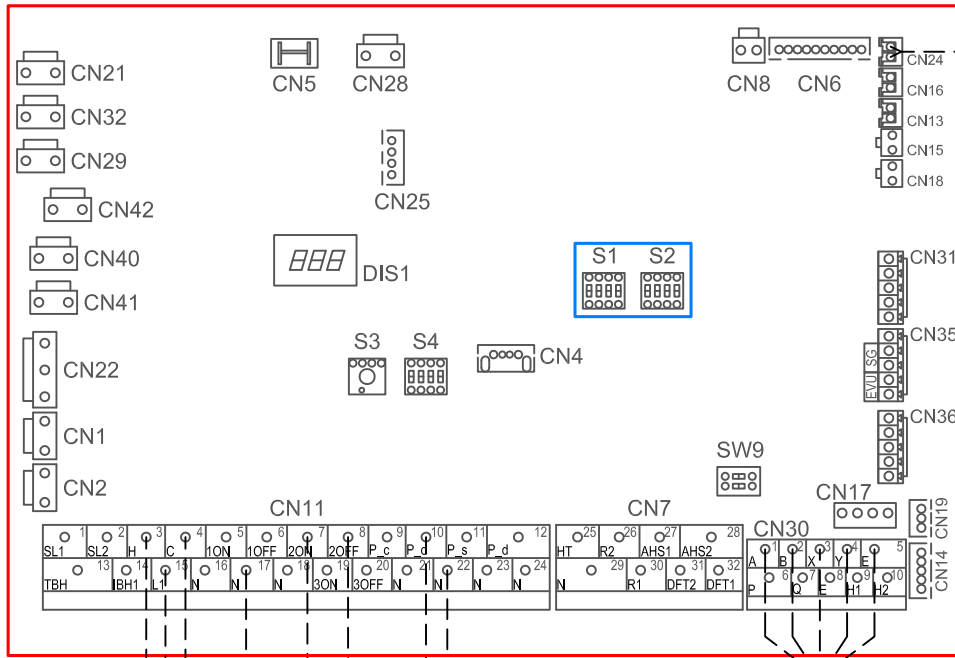 CN21
CN5
CN28
CN8
CN6
CN24
CN16
CN13
CN15
CN18
CN32
CN29
CN25
CN42
CN40
CN41
DIS1
S1 S2
CN31
CN35
SG
EVU
CN36
CN22
S3 S4
CN4
CN1
CN2
SW9
CN17
CN19
CN14
CN11
1 2 3 4 5 6 7 8 9 10 11 12
SL1 SL2 H C 1ON 1OFF 2ON 2OFF P_c P_o P_s P_d
13 14 15 16 17 18 19 20 21 22 23 24
TBH IBH1 L1 N N N 3ON 3OFF N N N N
CN7
25 26 27 28
HT R2 AHS1 AHS2
29 30 31 32
N R1 DFT2 DFT1
CN30
1 2 3 4 5
A B X Y E
6 7 8 9 10
P Q E H1 H2